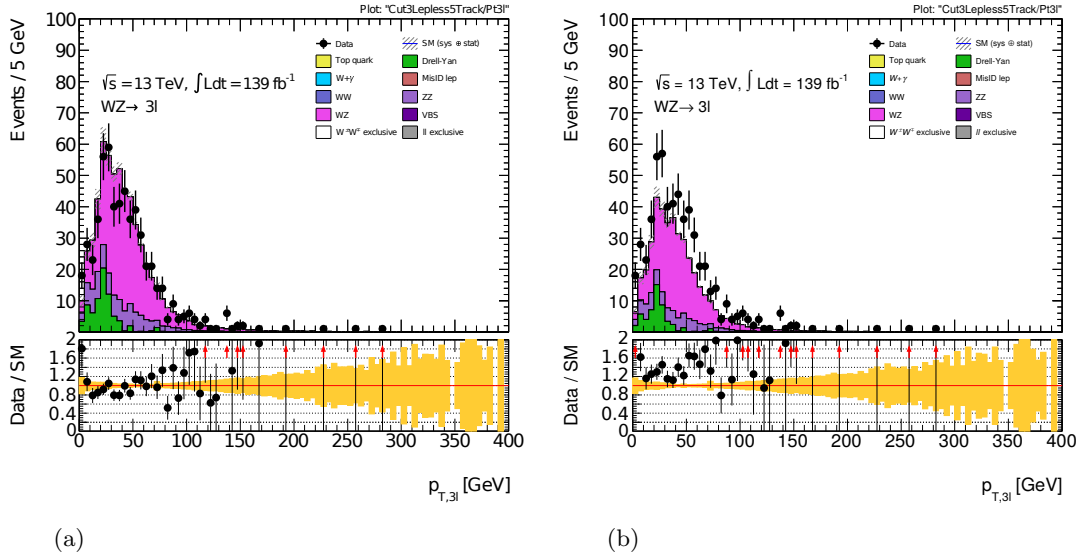 Plot: "Cut3Lepless5Track/Pt3l"
Events / 5 GeV
100
90
80
70
60
50
40
30
20
10
Data
SM (sys ⊕ stat)
Top quark
Drell-Yan
W+γ
MisID lep
WW
ZZ
WZ
VBS
W±W± exclusive
ll exclusive
√s = 13 TeV, ∫ Ldt = 139 fb⁻¹
WZ→ 3l
Data / SM
2
1.6
1.2
0.8
0.4
0
0 50 100 150 200 250 300 350 400
p_T,3l [GeV]
(a)
Plot: "Cut3Lepless5Track/Pt3l"
Events / 5 GeV
100
90
80
70
60
50
40
30
20
10
Data
SM (sys ⊕ stat)
Top quark
Drell-Yan
W+γ
MisID lep
WW
ZZ
WZ
VBS
W±W± exclusive
ll exclusive
√s = 13 TeV, ∫ Ldt = 139 fb⁻¹
WZ→ 3l
Data / SM
2
1.6
1.2
0.8
0.4
0
0 50 100 150 200 250 300 350 400
p_T,3l [GeV]
(b)